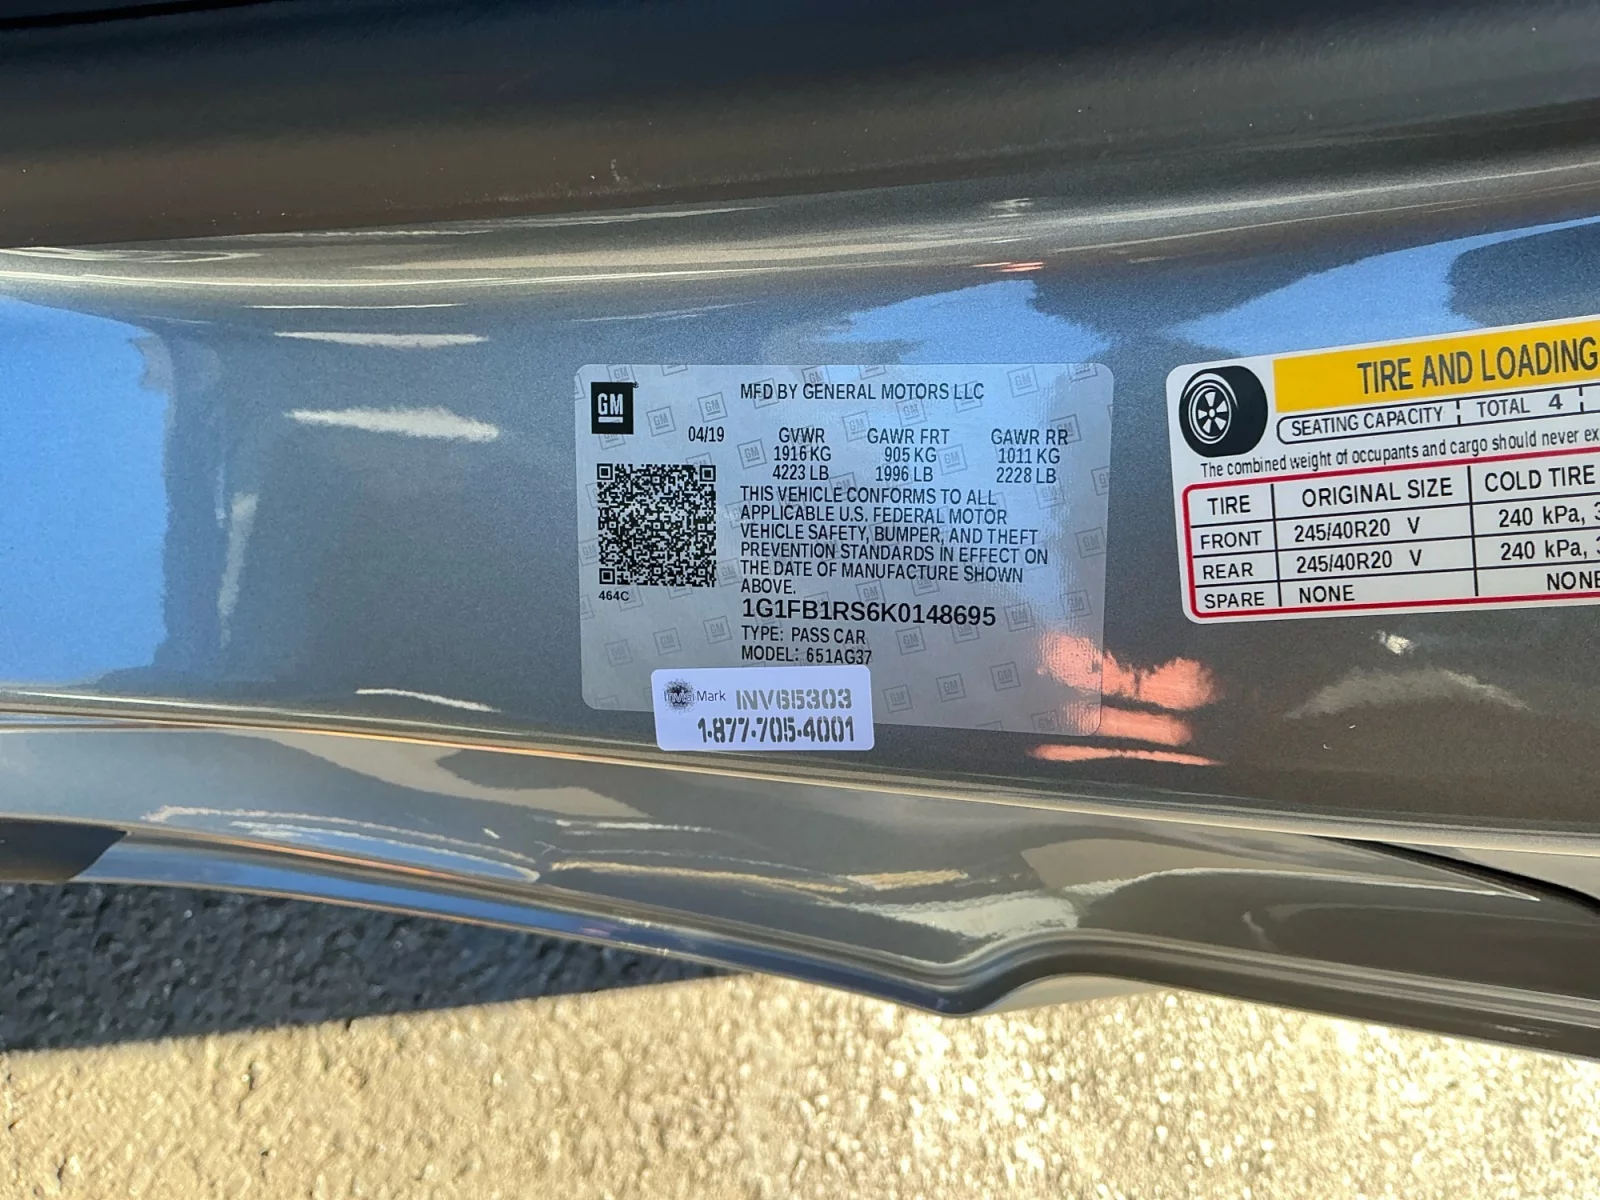 GM
MFD BY GENERAL MOTORS LLC
04/19 GVWR GAWR FRT GAWR RR
1916 KG 905 KG 1011 KG
4223 LB 1996 LB 2228 LB
THIS VEHICLE CONFORMS TO ALL
APPLICABLE U.S. FEDERAL MOTOR
VEHICLE SAFETY, BUMPER, AND THEFT
PREVENTION STANDARDS IN EFFECT ON
THE DATE OF MANUFACTURE SHOWN
ABOVE.
464C
1G1FB1RS6K0148695
TYPE: PASS CAR
MODEL: 651AG37
InVisiMark INV65303
1-877-705-4001
TIRE AND LOADING
SEATING CAPACITY TOTAL 4
The combined weight of occupants and cargo should never
TIRE ORIGINAL SIZE COLD TIRE
FRONT 245/40R20 V 240 kPa,
REAR 245/40R20 V 240 kPa,
SPARE NONE NONE